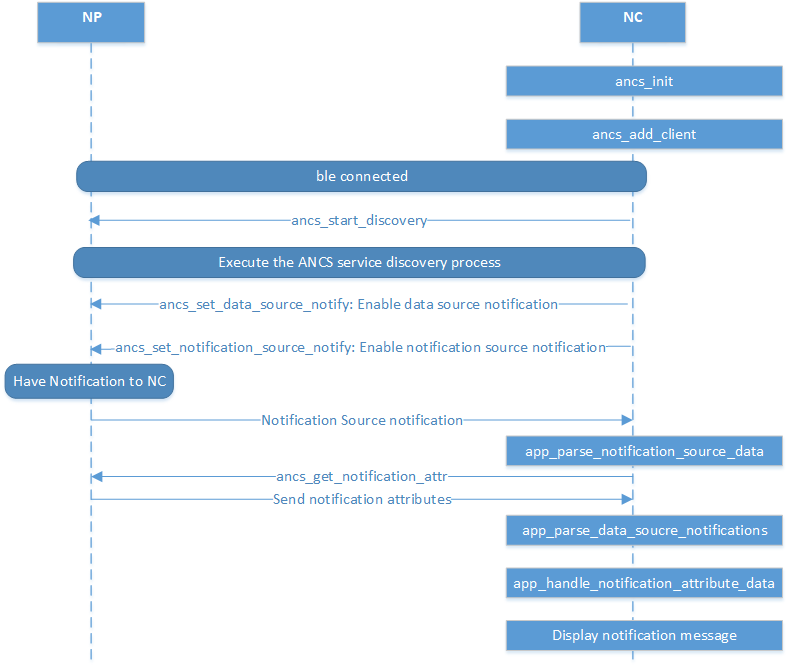 NP
NC
ancs_init
ancs_add_client
ble connected
ancs_start_discovery
Execute the ANCS service discovery process
ancs_set_data_source_notify: Enable data source notification
ancs_set_notification_source_notify: Enable notification source notification
Have Notification to NC
Notification Source notification
app_parse_notification_source_data
ancs_get_notification_attr
Send notification attributes
app_parse_data_soucre_notifications
app_handle_notification_attribute_data
Display notification message